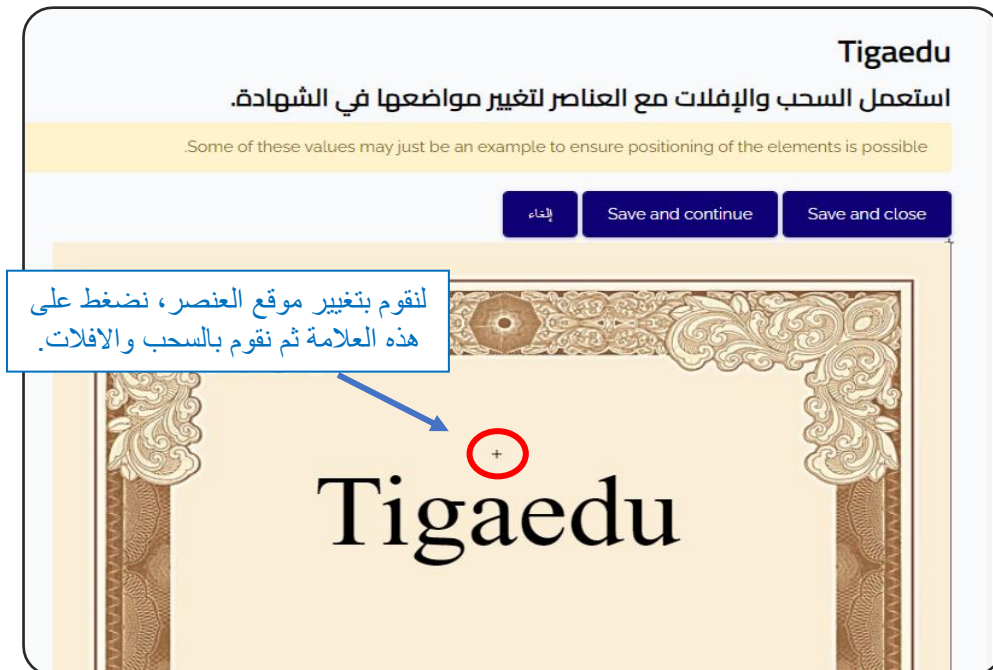 Tigaedu
استعمل السحب والإفلات مع العناصر لتغيير مواضعها في الشهادة.
Some of these values may just be an example to ensure positioning of the elements is possible.
Save and close
Save and continue
إلغاء
لنقوم بتغيير موقع العنصر، نضغط على
هذه العلامة ثم نقوم بالسحب والافلات.
Tigaedu